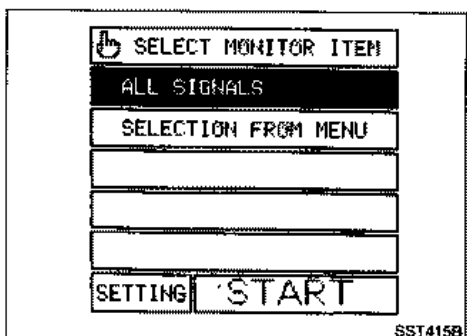 SELECT MONITOR ITEM
ALL SIGNALS
SELECTION FROM MENU
SETTING START
SST415B